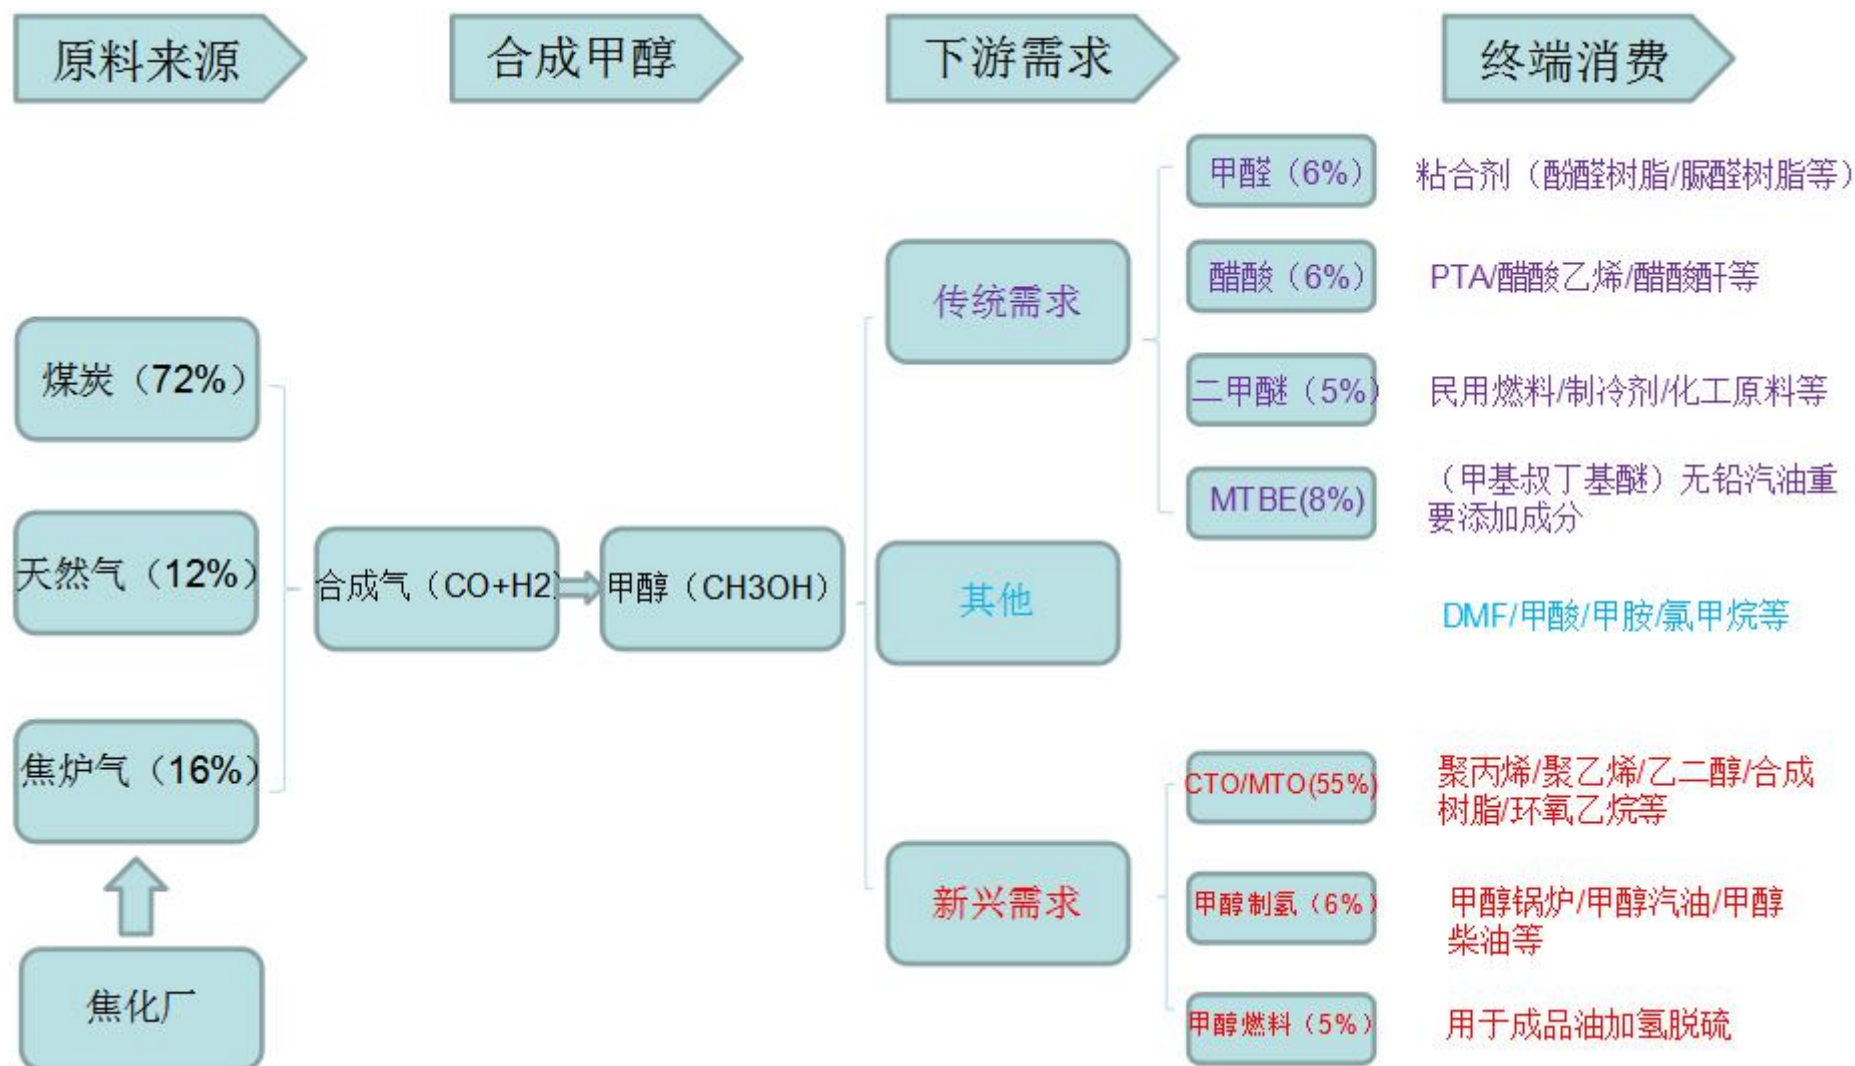 原料来源
合成甲醇
下游需求
终端消费
煤炭（72%）
天然气（12%）
焦炉气（16%）
焦化厂
合成气（CO+H2）
甲醇（CH3OH）
传统需求
甲醛（6%）
粘合剂（酚醛树脂/脲醛树脂等）
醋酸（6%）
PTA/醋酸乙烯/醋酸酐等
二甲醚（5%）
民用燃料/制冷剂/化工原料等
MTBE(8%)
（甲基叔丁基醚）无铅汽油重
要添加成分
其他
DMF/甲酸/甲胺/氯甲烷等
新兴需求
CTO/MTO(55%)
聚丙烯/聚乙烯/乙二醇/合成
树脂/环氧乙烷等
甲醇制氢（6%）
甲醇锅炉/甲醇汽油/甲醇
柴油等
甲醇燃料（5%）
用于成品油加氢脱硫